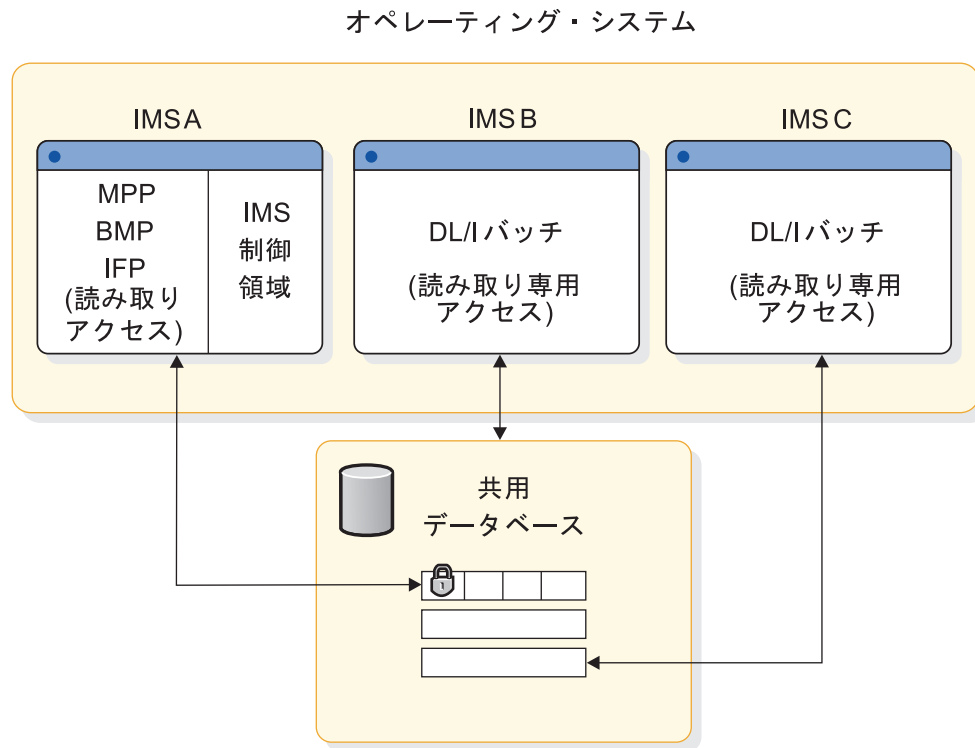 オペレーティング・システム
IMS A
MPP
BMP
IFP
(読み取り
アクセス)
IMS
制御
領域
IMS B
DL/I バッチ
(読み取り専用
アクセス)
IMS C
DL/I バッチ
(読み取り専用
アクセス)
共用
データベース
1